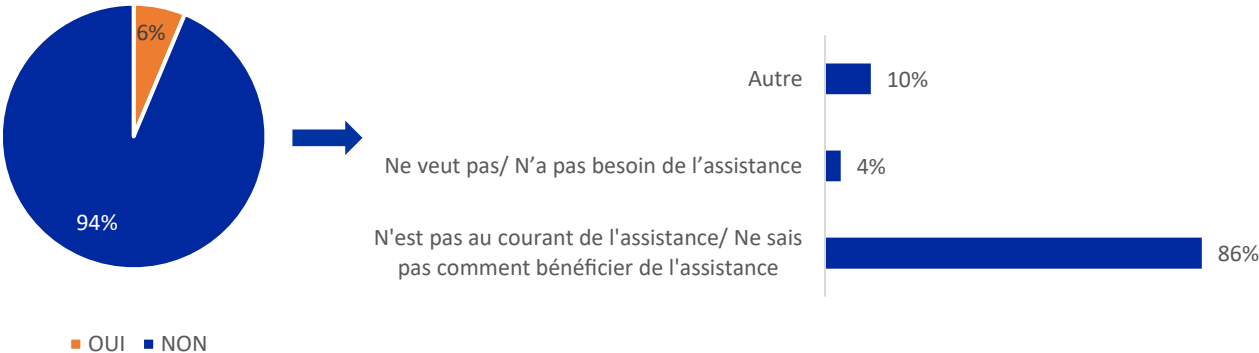 6%
94%
OUI NON
Autre
10%
Ne veut pas/ N’a pas besoin de l’assistance
4%
N'est pas au courant de l'assistance/ Ne sais
pas comment bénéficier de l'assistance
86%